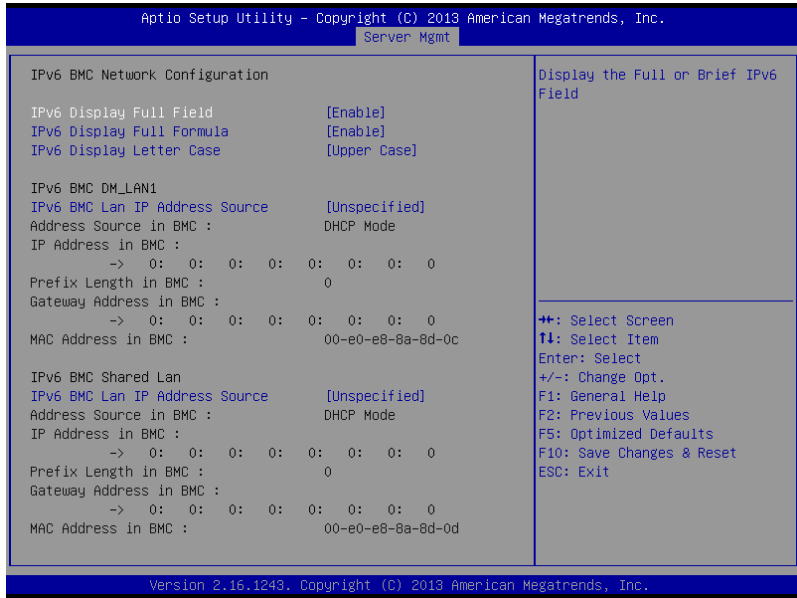 Aptio Setup Utility – Copyright (C) 2013 American Megatrends, Inc.
Server Mgmt
IPv6 BMC Network Configuration
IPv6 Display Full Field [Enable]
IPv6 Display Full Formula [Enable]
IPv6 Display Letter Case [Upper Case]
IPv6 BMC DM_LAN1
IPv6 BMC Lan IP Address Source [Unspecified]
Address Source in BMC : DHCP Mode
IP Address in BMC :
-> 0: 0: 0: 0: 0: 0: 0: 0
Prefix Length in BMC : 0
Gateway Address in BMC :
-> 0: 0: 0: 0: 0: 0: 0: 0
MAC Address in BMC : 00-e0-e8-8a-8d-0c
IPv6 BMC Shared Lan
IPv6 BMC Lan IP Address Source [Unspecified]
Address Source in BMC : DHCP Mode
IP Address in BMC :
-> 0: 0: 0: 0: 0: 0: 0: 0
Prefix Length in BMC : 0
Gateway Address in BMC :
-> 0: 0: 0: 0: 0: 0: 0: 0
MAC Address in BMC : 00-e0-e8-8a-8d-0d
Display the Full or Brief IPv6
Field
→←: Select Screen
↑↓: Select Item
Enter: Select
+/-: Change Opt.
F1: General Help
F2: Previous Values
F5: Optimized Defaults
F10: Save Changes & Reset
ESC: Exit
Version 2.16.1243. Copyright (C) 2013 American Megatrends, Inc.